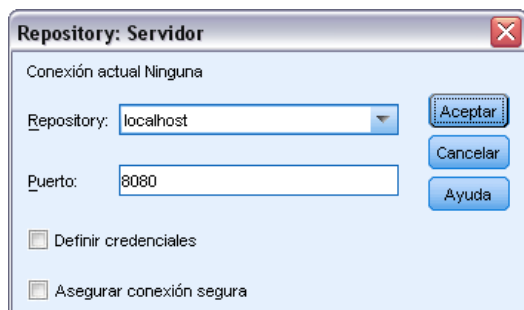 Repository: Servidor
Conexión actual Ninguna
Repository: localhost
Aceptar
Cancelar
Puerto: 8080
Ayuda
Definir credenciales
Asegurar conexión segura